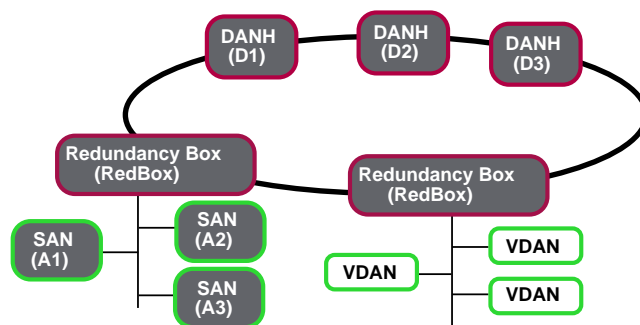 DANH
(D1)
DANH
(D2)
DANH
(D3)
Redundancy Box
(RedBox)
Redundancy Box
(RedBox)
SAN
(A1)
SAN
(A2)
SAN
(A3)
VDAN
VDAN
VDAN